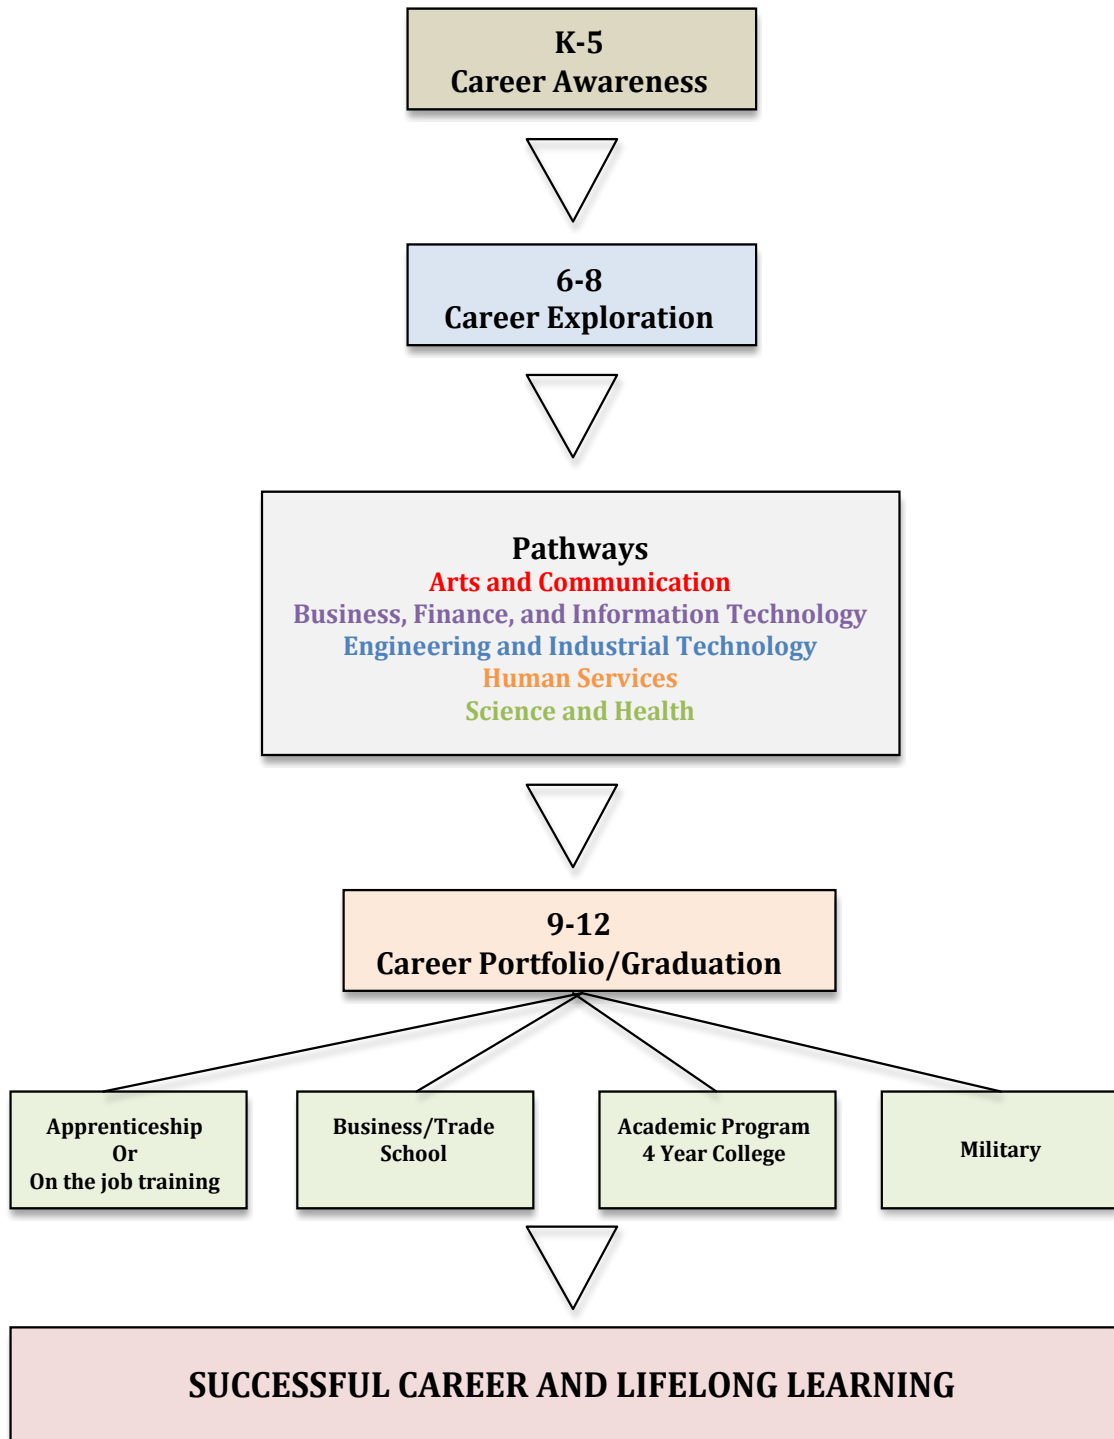 K-5
Career Awareness
6-8
Career Exploration
Pathways
Arts and Communication
Business, Finance, and Information Technology
Engineering and Industrial Technology
Human Services
Science and Health
9-12
Career Portfolio/Graduation
Apprenticeship
Or
On the job training
Business/Trade
School
Academic Program
4 Year College
Military
SUCCESSFUL CAREER AND LIFELONG LEARNING